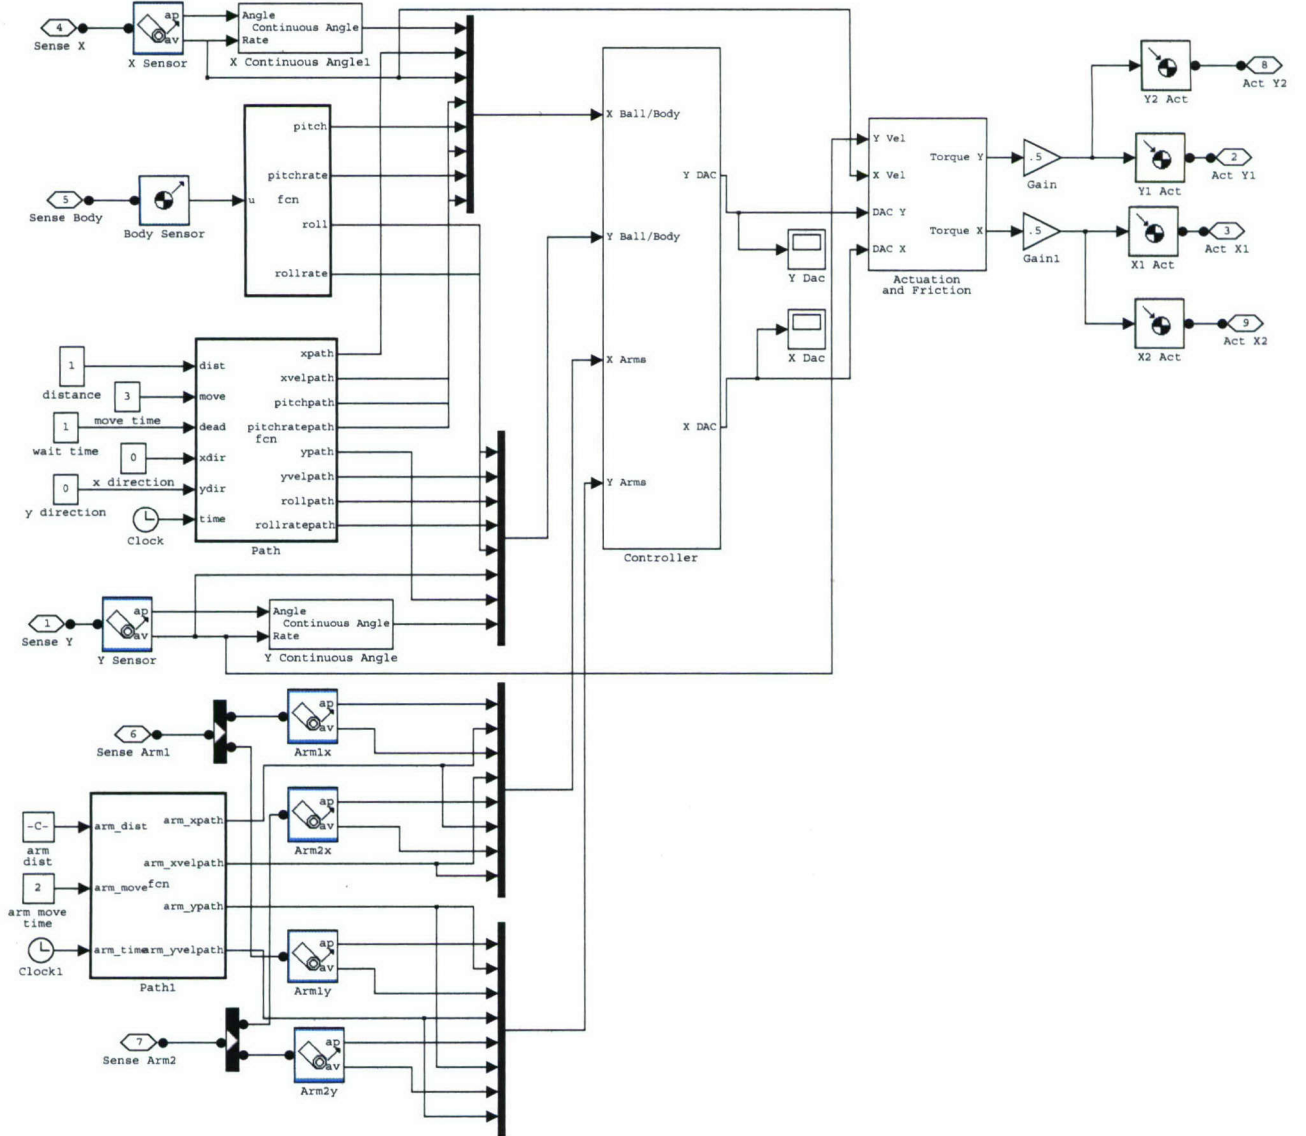 4
Sense X
ap
av
X Sensor
Angle
Continuous Angle
Rate
X Continuous Angle1
5
Sense Body
Body Sensor
u
fcn
pitch
pitchrate
roll
rollrate
1
distance
3
move time
1
wait time
0
x direction
0
y direction
Clock
dist
move
dead
xdir
ydir
time
fcn
xpath
xvelpath
pitchpath
pitchratepath
ypath
yvelpath
rollpath
rollratepath
Path
1
Sense Y
ap
av
Y Sensor
Angle
Continuous Angle
Rate
Y Continuous Angle
6
Sense Arm1
ap
av
Arm1x
ap
av
Arm2x
-C-
arm
dist
2
arm move
time
Clock1
arm_dist
arm_move
arm_time
fcn
arm_xpath
arm_xvelpath
arm_ypath
arm_yvelpath
Path1
ap
av
Arm1y
7
Sense Arm2
ap
av
Arm2y
X Ball/Body
Y Ball/Body
X Arms
Y Arms
Y DAC
X DAC
Controller
Y Dac
X Dac
Y Vel
X Vel
DAC Y
DAC X
Torque Y
Torque X
Actuation
and Friction
.5
Gain
.5
Gain1
Y2 Act
8
Act Y2
Y1 Act
2
Act Y1
X1 Act
3
Act X1
X2 Act
9
Act X2